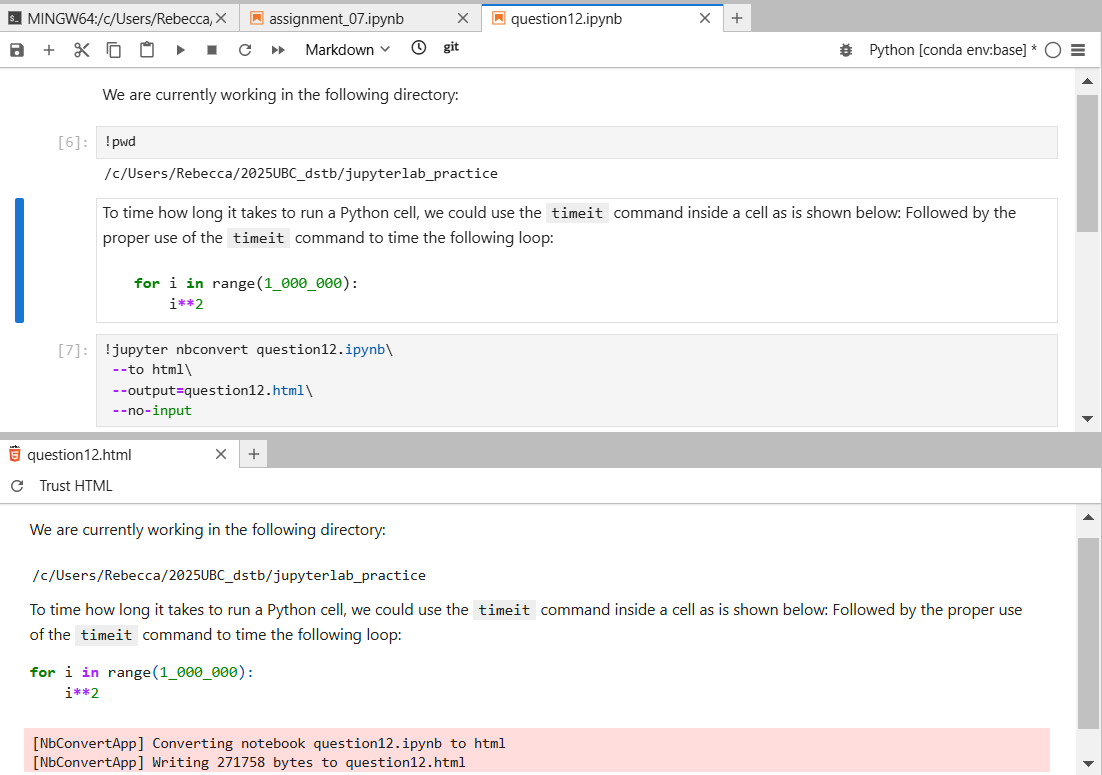 MINGW64:/c/Users/Rebecca/
assignment_07.ipynb
question12.ipynb
Markdown
git
Python [conda env:base] *
We are currently working in the following directory:
[6]:
!pwd
/c/Users/Rebecca/2025UBC_dstb/jupyterlab_practice
To time how long it takes to run a Python cell, we could use the timeit command inside a cell as is shown below: Followed by the
proper use of the timeit command to time the following loop:
for i in range(1_000_000):
    i**2
[7]:
!jupyter nbconvert question12.ipynb\
 --to html\
 --output=question12.html\
 --no-input
question12.html
Trust HTML
We are currently working in the following directory:
/c/Users/Rebecca/2025UBC_dstb/jupyterlab_practice
To time how long it takes to run a Python cell, we could use the timeit command inside a cell as is shown below: Followed by the proper use
of the timeit command to time the following loop:
for i in range(1_000_000):
    i**2
[NbConvertApp] Converting notebook question12.ipynb to html
[NbConvertApp] Writing 271758 bytes to question12.html